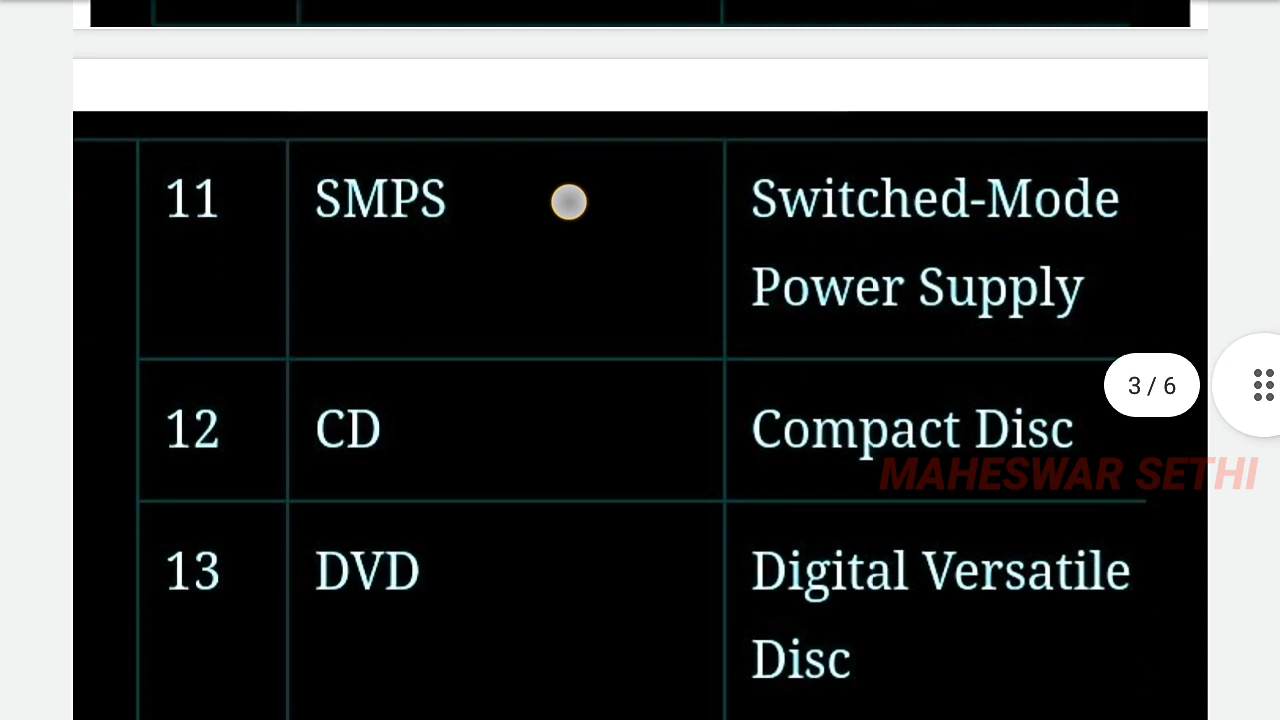 11 SMPS Switched-Mode
Power Supply
3 / 6
12 CD Compact Disc
MAHESWAR SETHI
13 DVD Digital Versatile
Disc